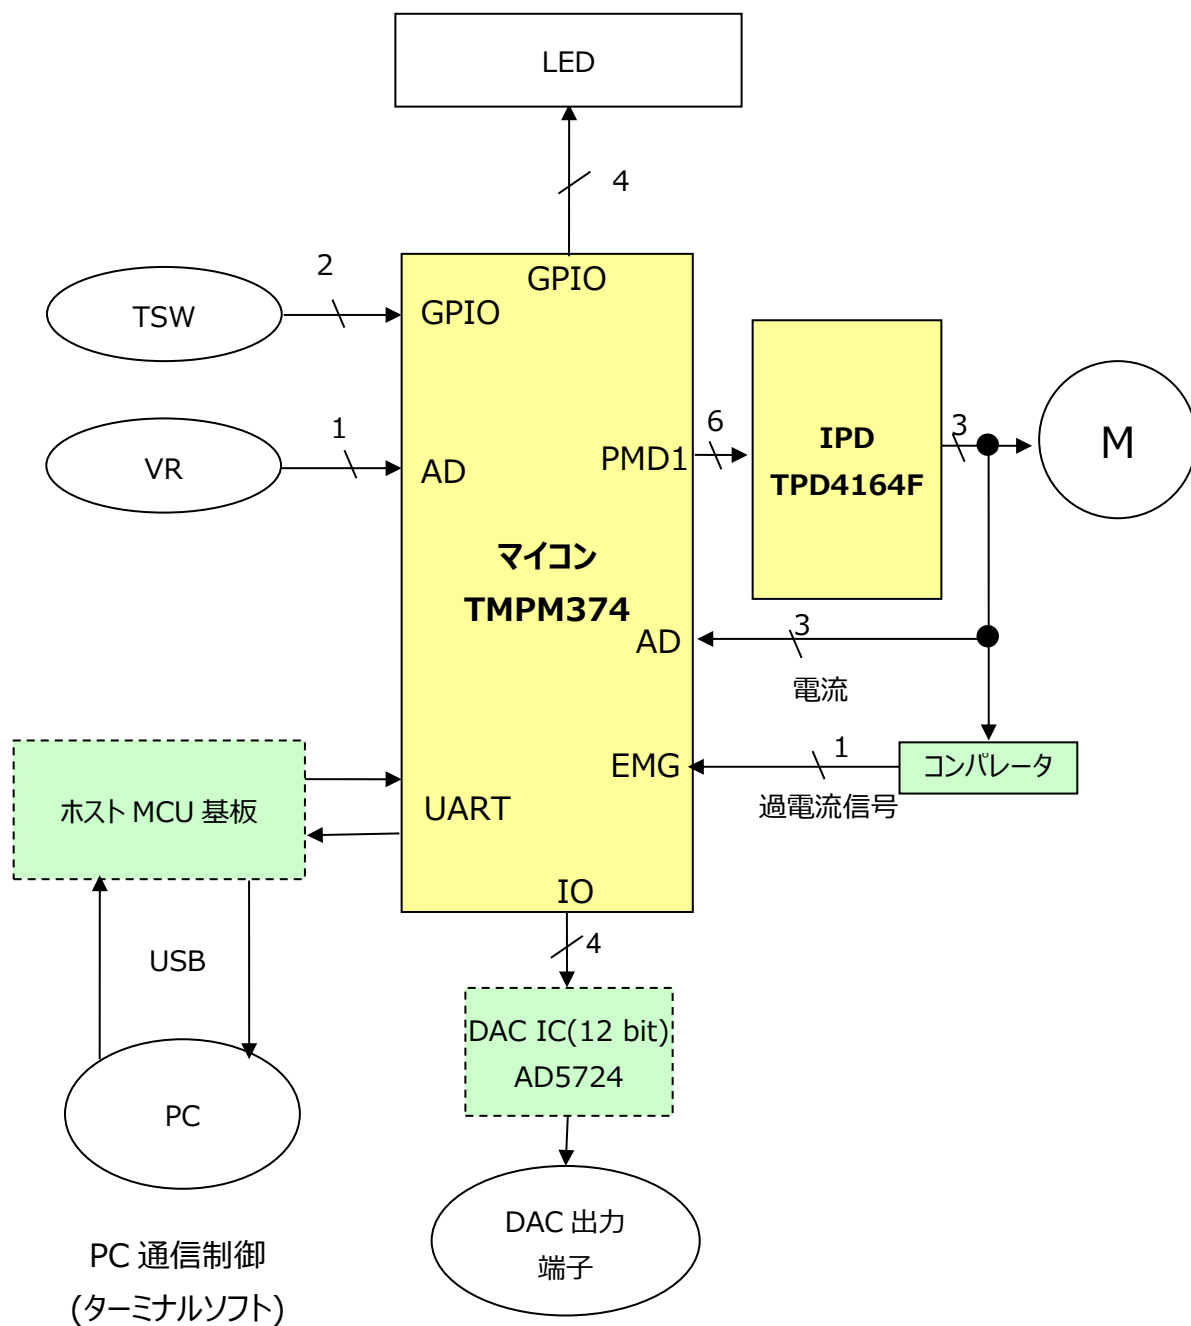 LED
4
GPIO
TSW
2
GPIO
VR
1
AD
マイコン
TMPM374
PMD1
6
IPD
TPD4164F
3
M
AD
3
電流
EMG
1
過電流信号
コンパレータ
ホスト MCU 基板
UART
USB
PC
PC 通信制御
(ターミナルソフト)
IO
4
DAC IC(12 bit)
AD5724
DAC 出力
端子